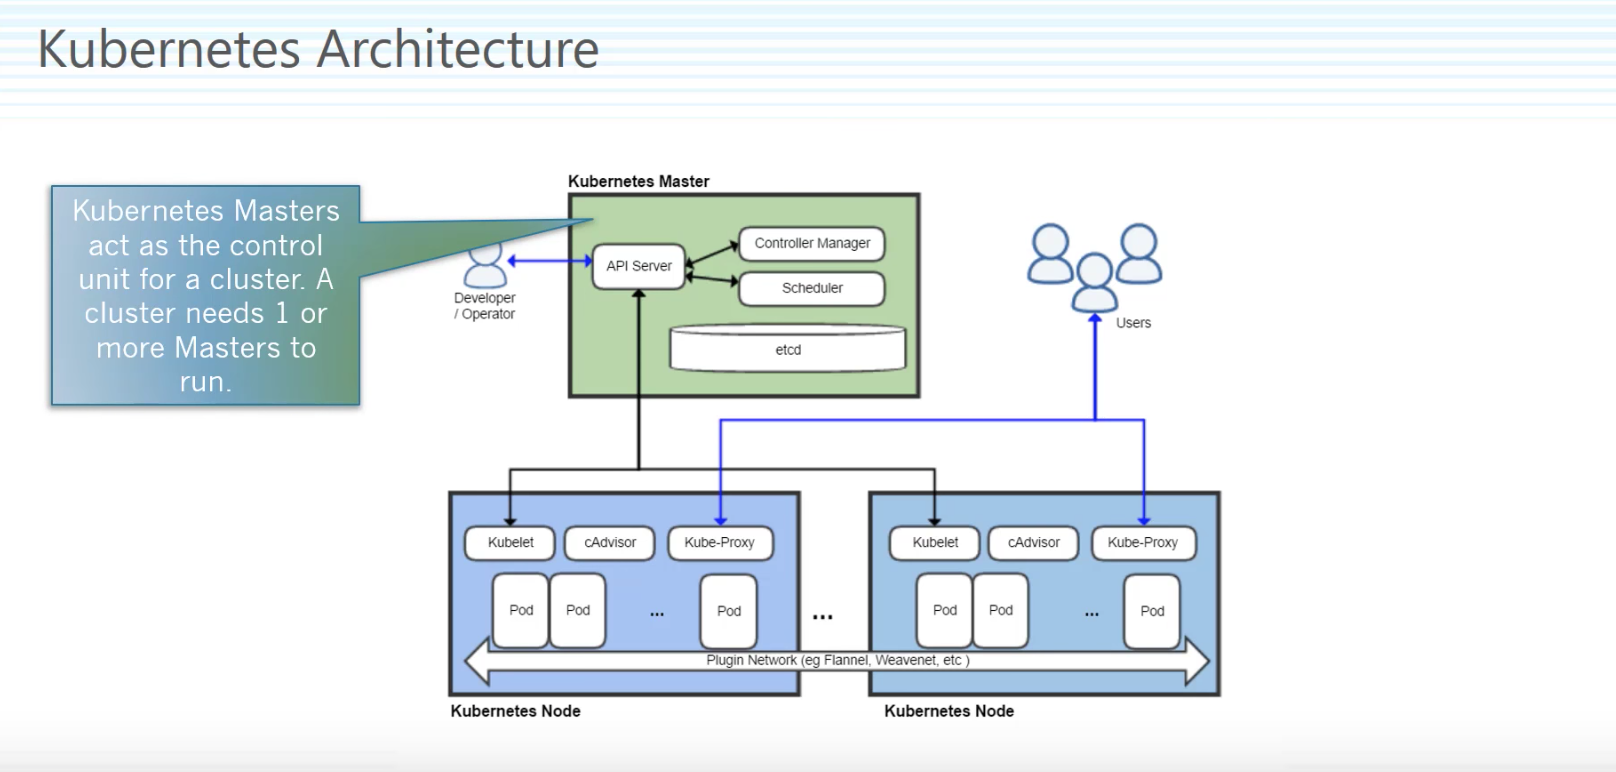 Kubernetes Architecture
Kubernetes Masters
act as the control
unit for a cluster. A
cluster needs 1 or
more Masters to
run.
Kubernetes Master
API Server
Controller Manager
Scheduler
etcd
Developer
/ Operator
Users
Kubelet
cAdvisor
Kube-Proxy
Pod
Pod
...
Pod
...
Kubelet
cAdvisor
Kube-Proxy
Pod
Pod
...
Pod
Plugin Network (eg Flannel, Weavenet, etc )
Kubernetes Node
Kubernetes Node